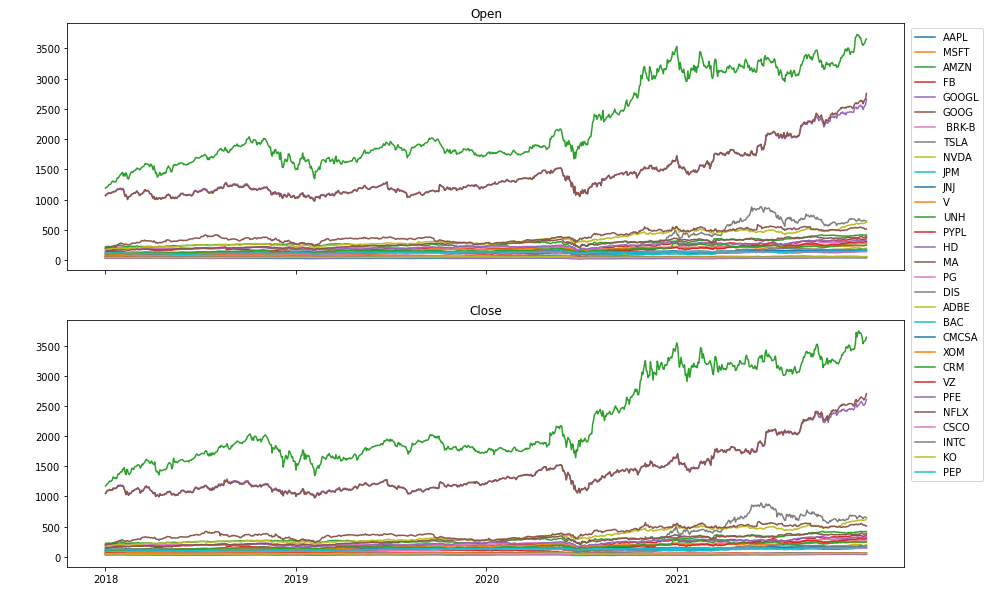 Open
3500
3000
2500
2000
1500
1000
500
0
Close
3500
3000
2500
2000
1500
1000
500
0
2018 2019 2020 2021
AAPL
MSFT
AMZN
FB
GOOGL
GOOG
BRK-B
TSLA
NVDA
JPM
JNJ
V
UNH
PYPL
HD
MA
PG
DIS
ADBE
BAC
CMCSA
XOM
CRM
VZ
PFE
NFLX
CSCO
INTC
KO
PEP